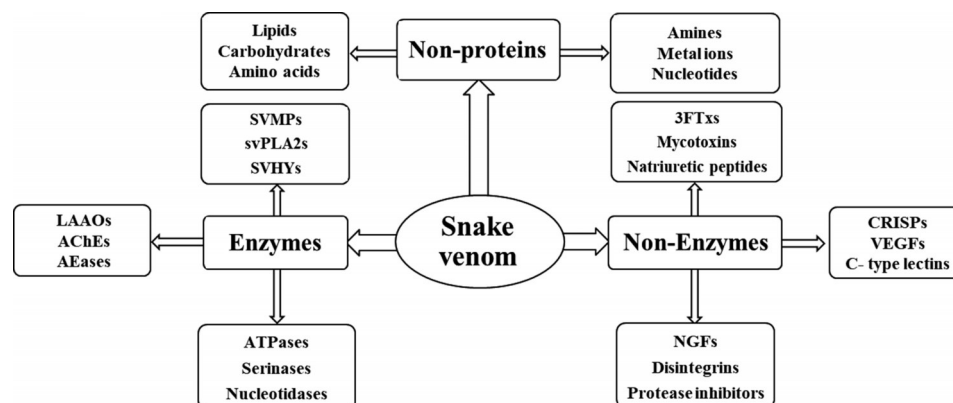 Lipids
Carbohydrates
Amino acids
Non-proteins
Amines
Metal ions
Nucleotides
SVMPs
svPLA2s
SVHYs
3FTxs
Mycotoxins
Natriuretic peptides
LAAOs
AChEs
AEases
Enzymes
Snake
venom
Non-Enzymes
CRISPs
VEGFs
C- type lectins
ATPases
Serinases
Nucleotidases
NGFs
Disintegrins
Protease inhibitors